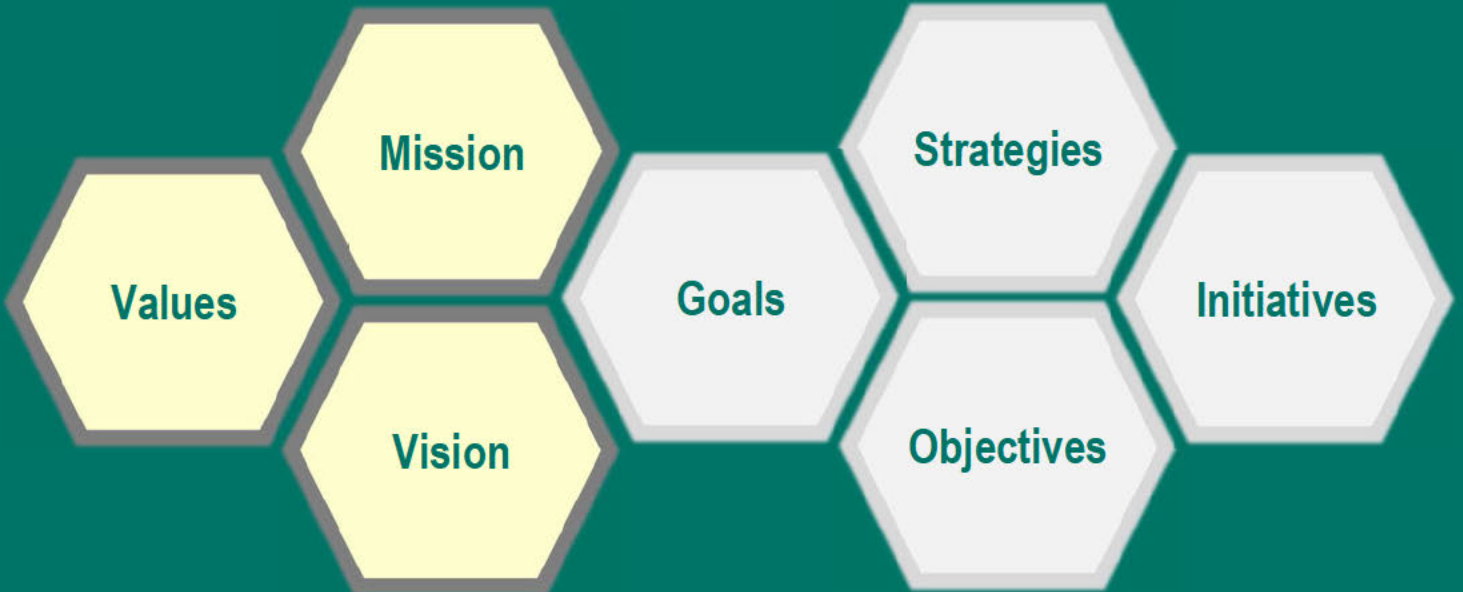 Values
Mission
Vision
Goals
Strategies
Objectives
Initiatives